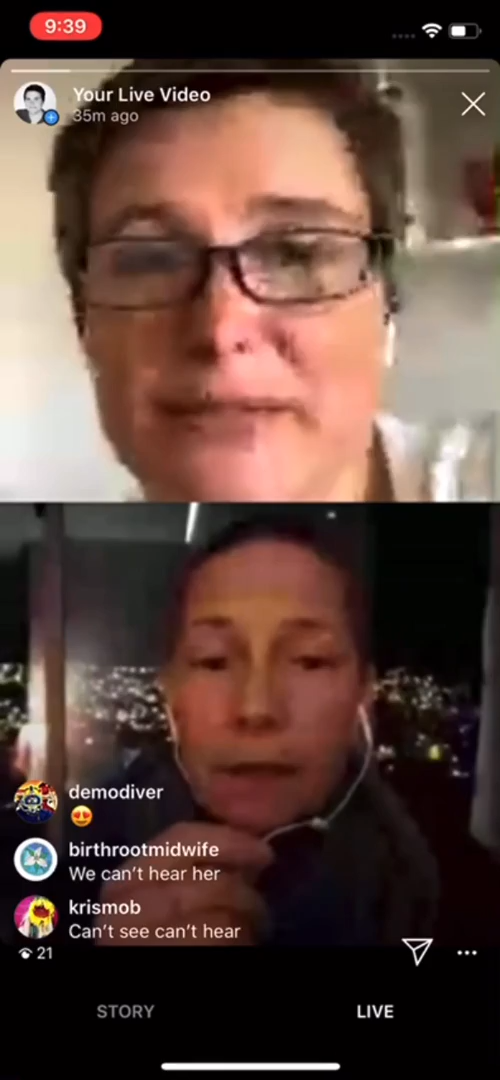 9:39
Your Live Video
35m ago
demodiver
😍
birthrootmidwife
We can’t hear her
krismob
Can’t see can’t hear
21
STORY
LIVE